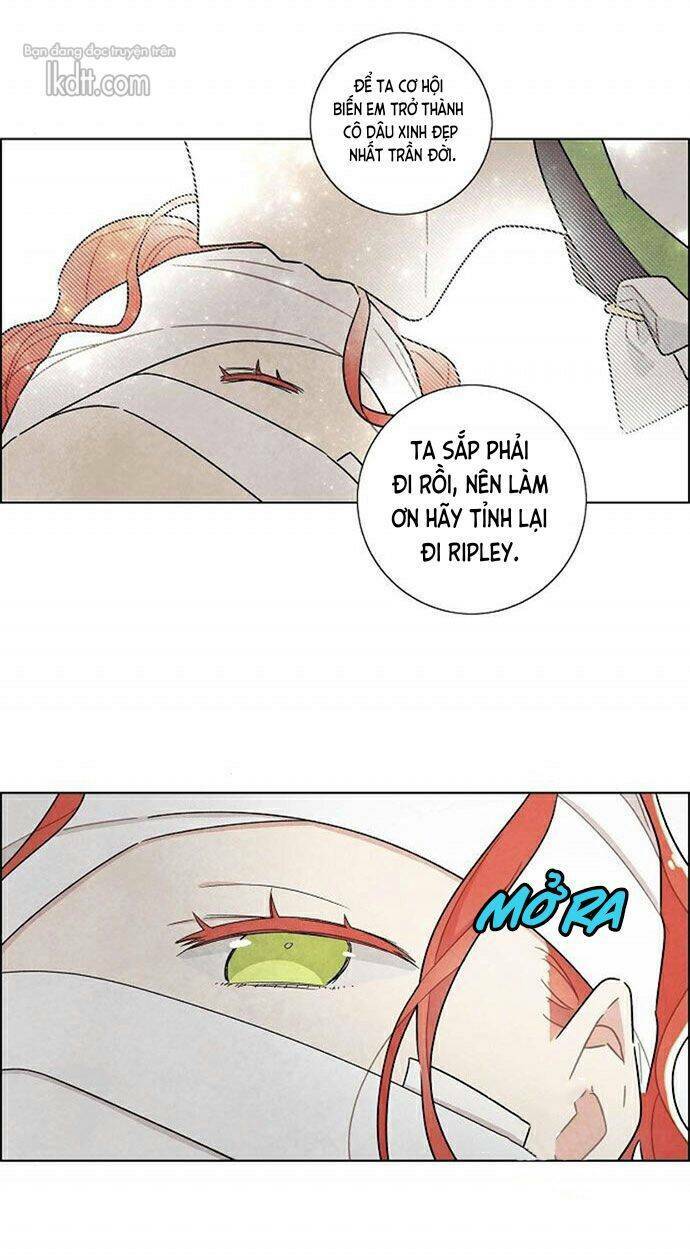 Bạn đang đọc truyện trên
lkdtt.com
ĐỂ TA CƠ HỘI
BIẾN EM TRỞ THÀNH
CÔ DÂU XINH ĐẸP
NHẤT TRẦN ĐỜI.
TA SẮP PHẢI
ĐI RỒI, NÊN LÀM
ƠN HÃY TỈNH LẠI
ĐI RIPLEY.
MỞ RA